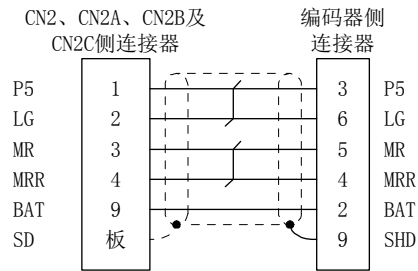 CN2、CN2A、CN2B及
CN2C侧连接器
编码器侧
连接器
P5 1 3 P5
LG 2 6 LG
MR 3 5 MR
MRR 4 4 MRR
BAT 9 2 BAT
SD 板 9 SHD